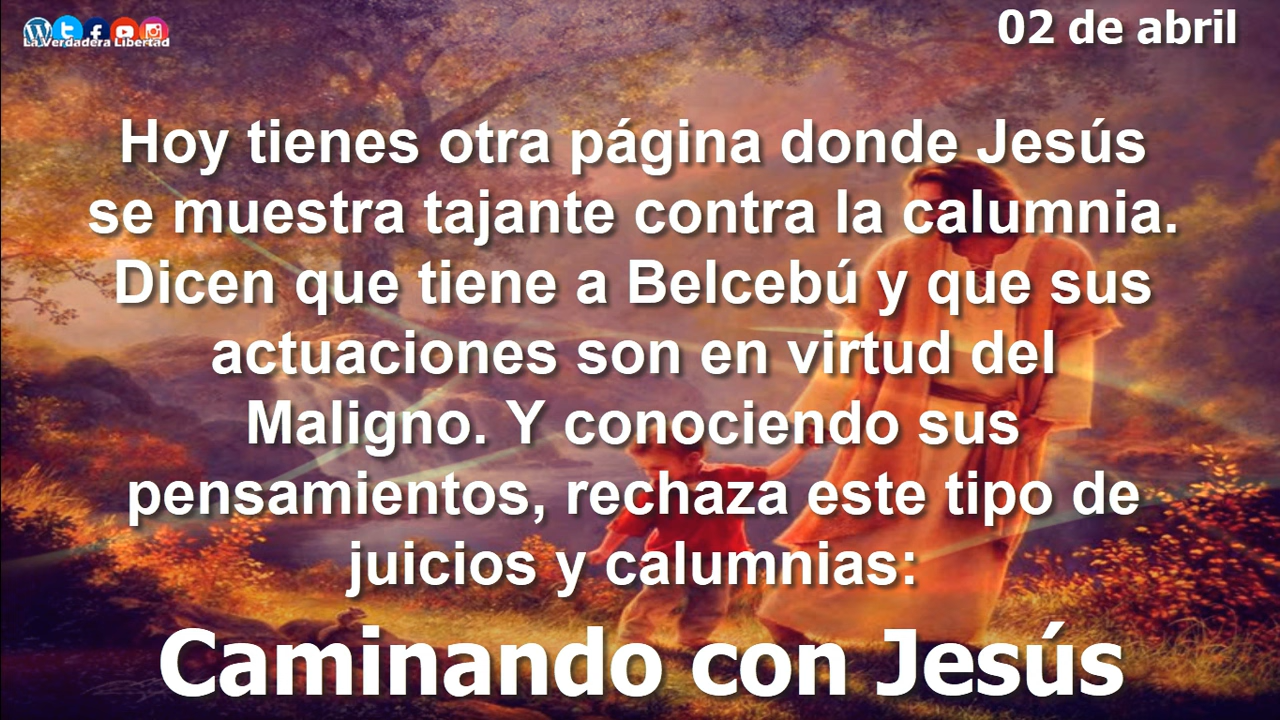 La Verdadera Libertad
02 de abril
Hoy tienes otra página donde Jesús
se muestra tajante contra la calumnia.
Dicen que tiene a Belcebú y que sus
actuaciones son en virtud del
Maligno. Y conociendo sus
pensamientos, rechaza este tipo de
juicios y calumnias:
Caminando con Jesús